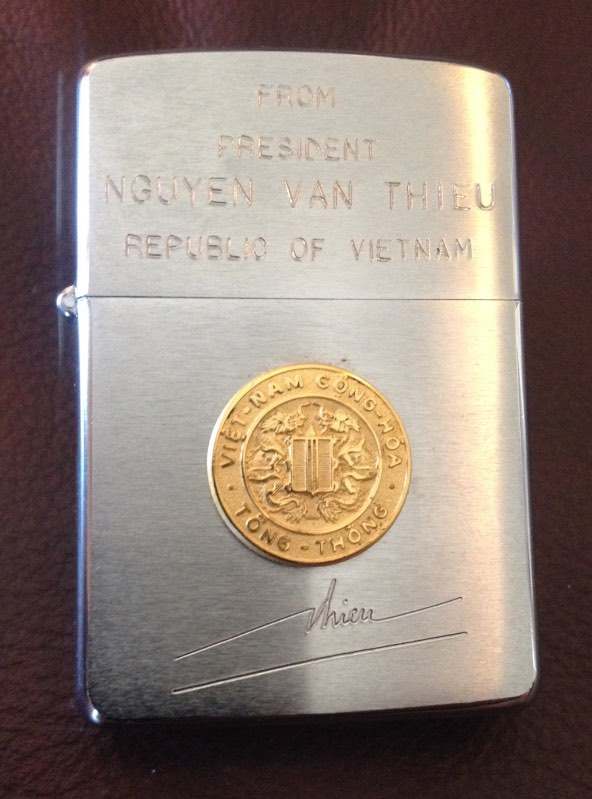 FROM
PRESIDENT
NGUYEN VAN THIEU
REPUBLIC OF VIETNAM
VIỆT-NAM CỘNG-HÒA
TỔNG-THỐNG
Thieu